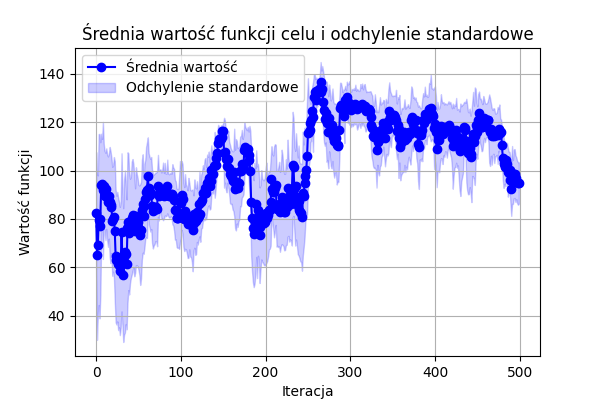 Średnia wartość funkcji celu i odchylenie standardowe
Średnia wartość
Odchylenie standardowe
Wartość funkcji
140
120
100
80
60
40
0 100 200 300 400 500
Iteracja